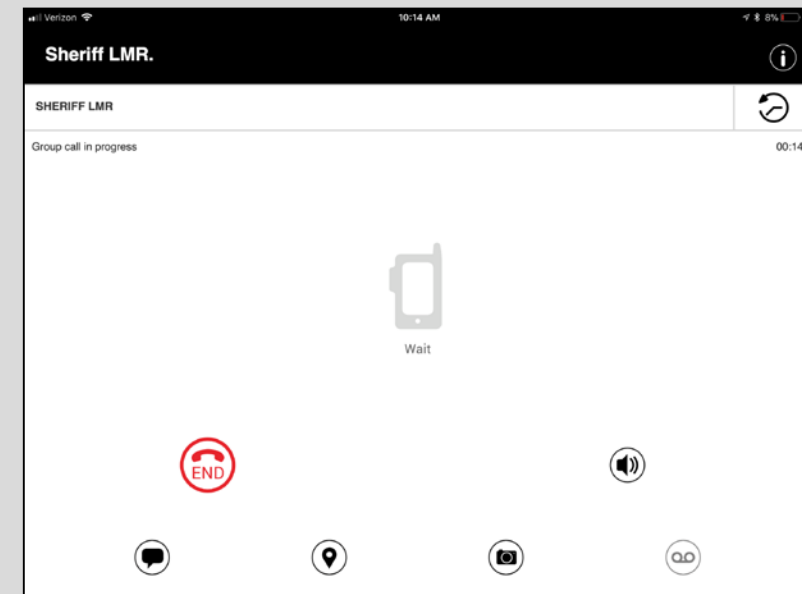 Verizon 10:14 AM 8%
Sheriff LMR.
SHERIFF LMR
Group call in progress 00:14
Wait
END